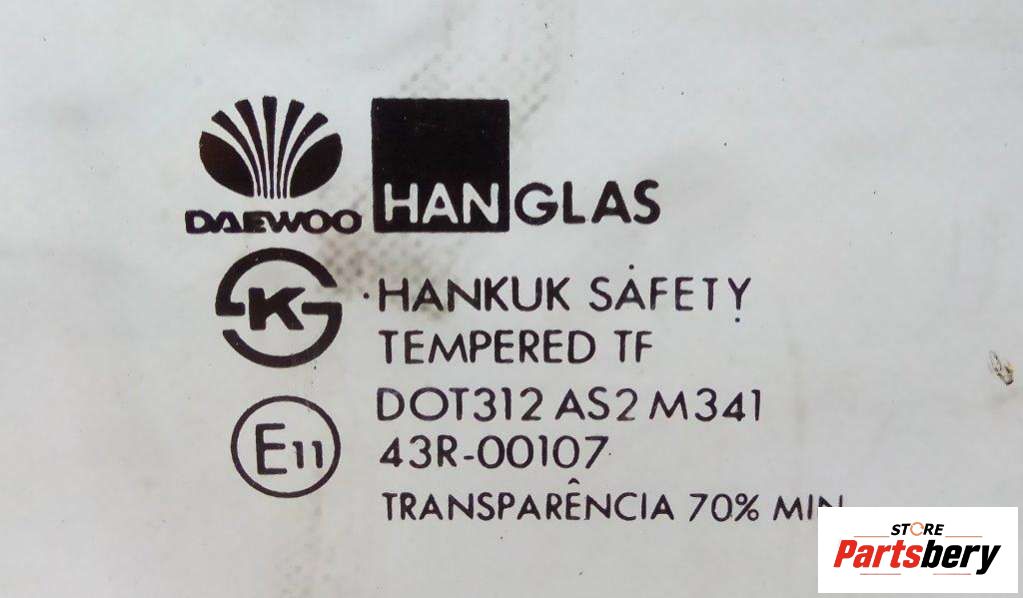 DAEWOO HANGLAS
K HANKUK SAFETY
TEMPERED TF
DOT312 AS2 M341
E11 43R-00107
TRANSPARÊNCIA 70% MIN
STORE
Partsbery